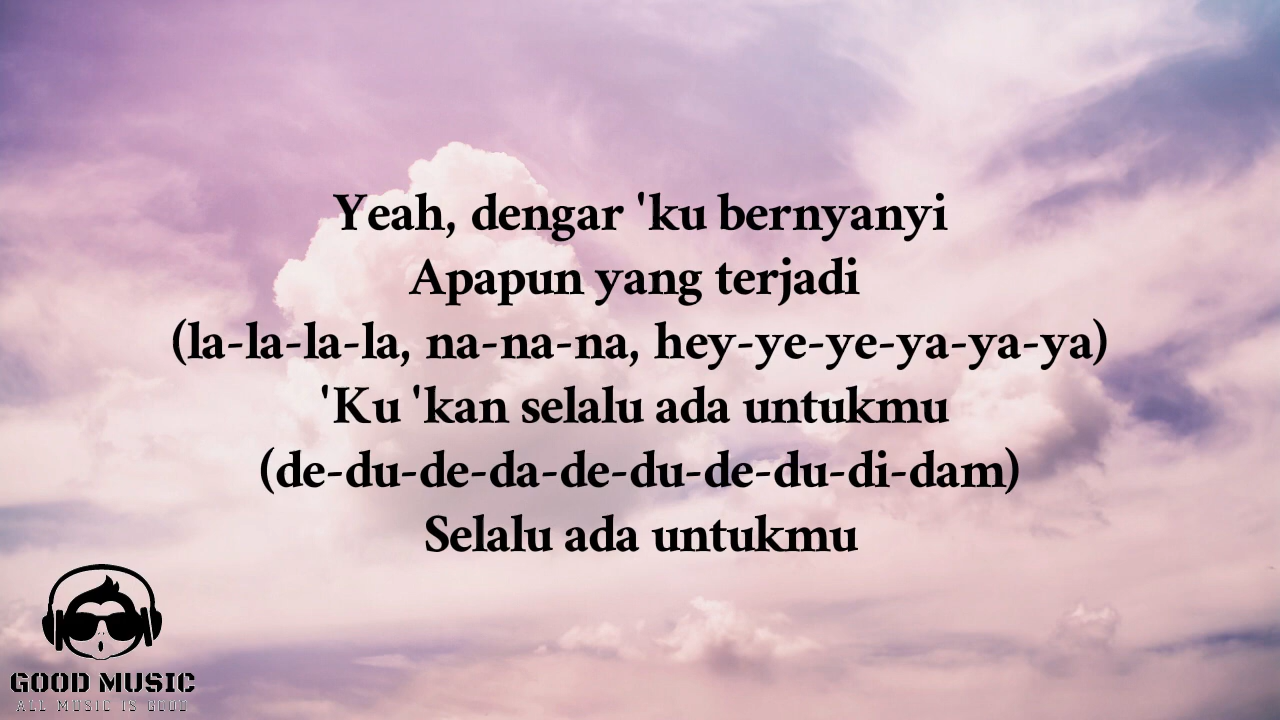 Yeah, dengar 'ku bernyanyi
Apapun yang terjadi
(la-la-la-la, na-na-na, hey-ye-ye-ya-ya-ya)
'Ku 'kan selalu ada untukmu
(de-du-de-da-de-du-de-du-di-dam)
Selalu ada untukmu
GOOD MUSIC
ALL MUSIC IS GOOD